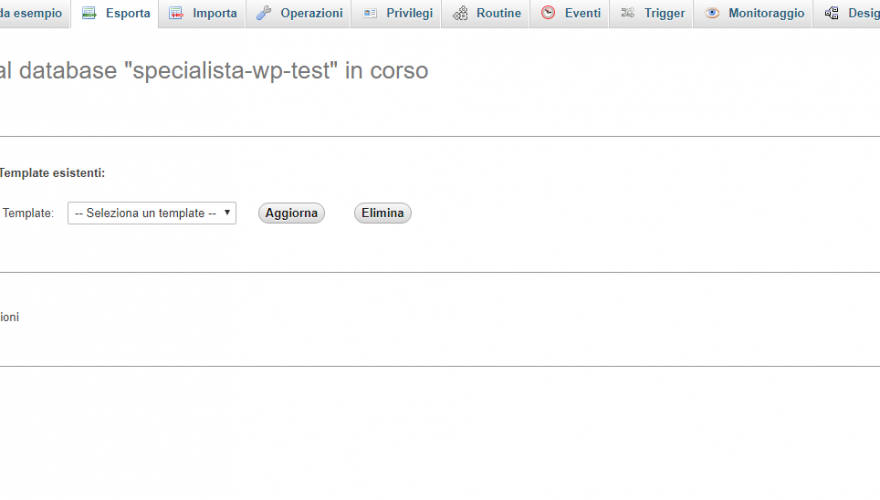 da esempio Esporta Importa Operazioni Privilegi Routine Eventi Trigger Monitoraggio Desig
al database "specialista-wp-test" in corso
Template esistenti:
Template: -- Seleziona un template -- Aggiorna Elimina
ioni